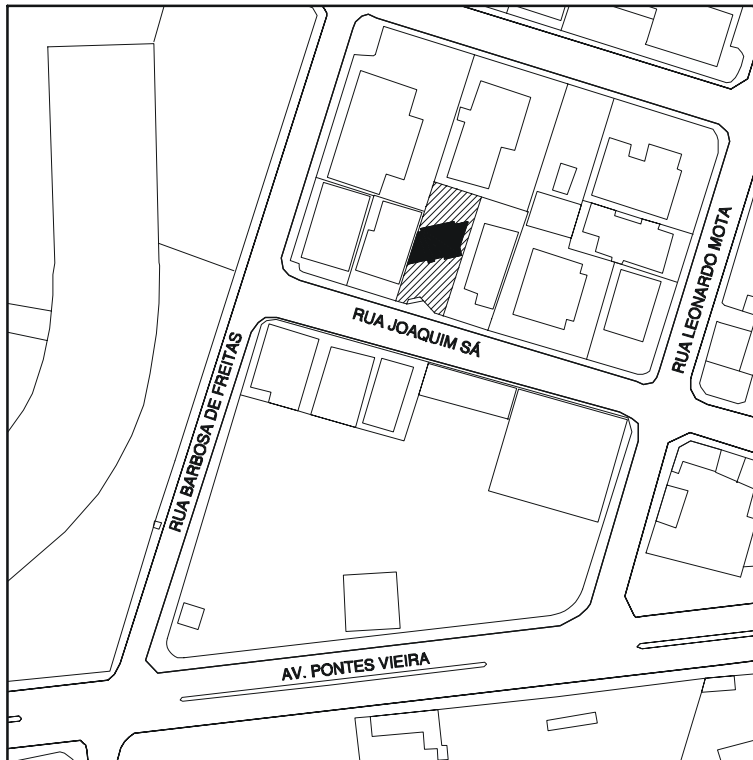 RUA JOAQUIM SÁ
RUA LEONARDO MOTA
RUA BARBOSA DE FREITAS
AV. PONTES VIEIRA